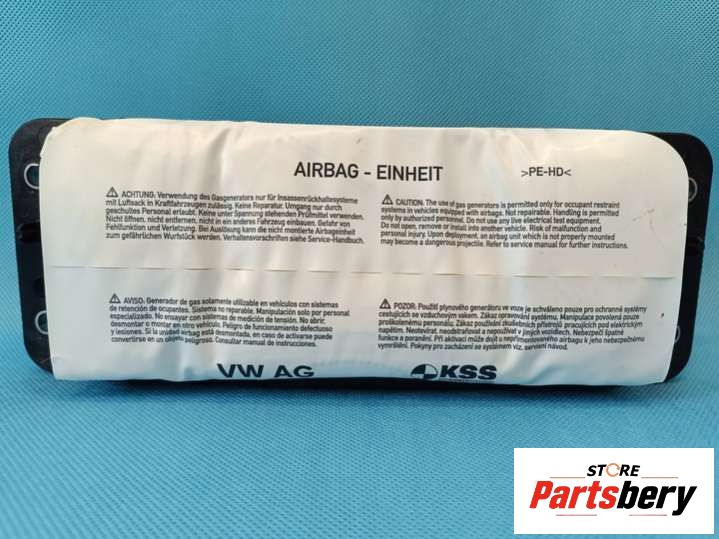 AIRBAG - EINHEIT
>PE-HD<
ACHTUNG: Verwendung des Gasgenerators nur für Insassenrückhaltesysteme
mit Luftsack in Kraftfahrzeugen zulässig. Keine Reparatur. Umgang nur durch
geschultes Personal erlaubt. Keine unter Spannung stehenden Prüfmittel verwenden.
Nicht öffnen, nicht entfernen, nicht in ein anderes Fahrzeug einbauen. Gefahr von
Fehlfunktion und Verletzung. Bei Auslösung kann die nicht montierte Airbageinheit
zum gefährlichen Wurfstück werden. Verhaltensvorschriften siehe Service-Handbuch.
CAUTION. The use of gas generators is permitted only for occupant restraint
systems in vehicles equipped with airbags. Not repairable. Handling is permitted
only by authorized personnel. Do not use any live electrical test equipment.
Do not open, remove or install into another vehicle. Risk of malfunction and
personal injury. Upon deployment, an airbag unit which is not properly mounted
may become a dangerous projectile. Refer to service manual for further instructions.
AVISO: Generador de gas solamente utilizable en vehículos con sistemas
de retención de ocupantes. Sistema no reparable. Manipulación solo por personal
especializado. No ensayar con sistemas de medición de tensión. No abrir,
desmontar o montar en otro vehículo. Peligro de funcionamiento defectuoso
y lesiones. Si la unidad airbag está desmontada, en caso de activarse puede
convertirse en un objeto peligroso. Consultar manual de instrucciones.
POZOR: Použití plynového generátoru ve voze je schváleno pouze pro ochranné systémy
cestujících se vzduchovým vakem. Zákaz opravování systému. Manipulace povolená pouze
proškolenému personálu. Zákaz používání zkušebních přístrojů pracujících pod elektrickým
napětím. Neotevírat, neodstraňovat a nepoužívat v jiných vozidlech. Nebezpečí špatné
funkce a poranění. Při aktivaci může dojít u nepřimontovaného airbagu k jeho nebezpečnému
vymrštění. Pokyny pro zacházení se systémem viz. servisní návod.
VW AG
KSS
STORE
Partsbery